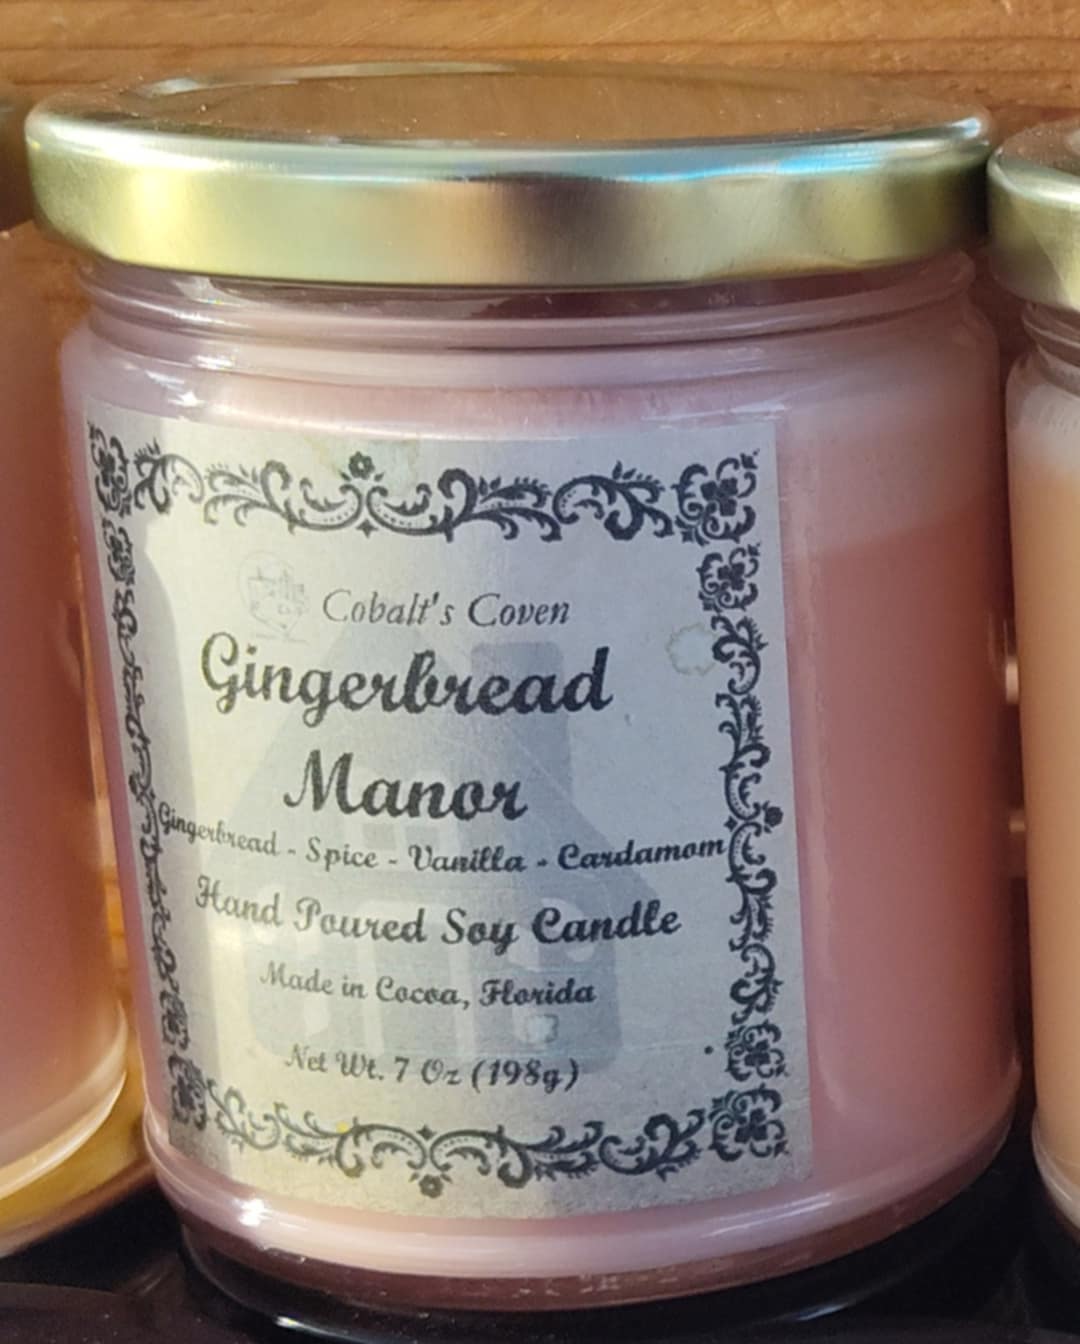 Cobalt's Coven
Gingerbread
Manor
Gingerbread - Spice - Vanilla - Cardamom
Hand Poured Soy Candle
Made in Cocoa, Florida
Net Wt. 7 Oz (198g)